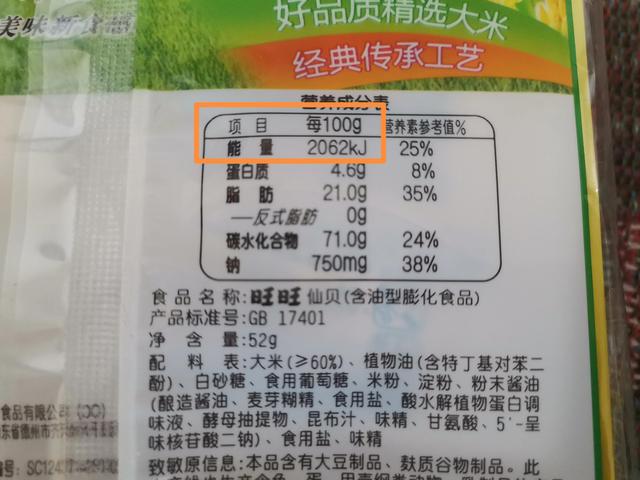 好品质精选大米
美味新食感
经典传承工艺
营养成分表
项 目 每100g 营养素参考值%
能 量 2062kJ 25%
蛋白质 4.6g 8%
脂 肪 21.0g 35%
—反式脂肪 0g
碳水化合物 71.0g 24%
钠 750mg 38%
食 品 名 称:旺旺 仙贝(含油型膨化食品)
产品标准号:GB 17401
净 含 量:52g
配 料 表:大米(≥60%)、植物油(含特丁基对苯二
酚)、白砂糖、食用葡萄糖、米粉、淀粉、粉末酱油
(酿造酱油、麦芽糊精、食用盐、酸水解植物蛋白调
味液、酵母抽提物、昆布汁、味精、甘氨酸、5'-呈
味核苷酸二钠)、食用盐、味精
食品有限公司
东省德州市
号: SC124
致敏原信息:本品含有大豆制品、麸质谷物制品。此